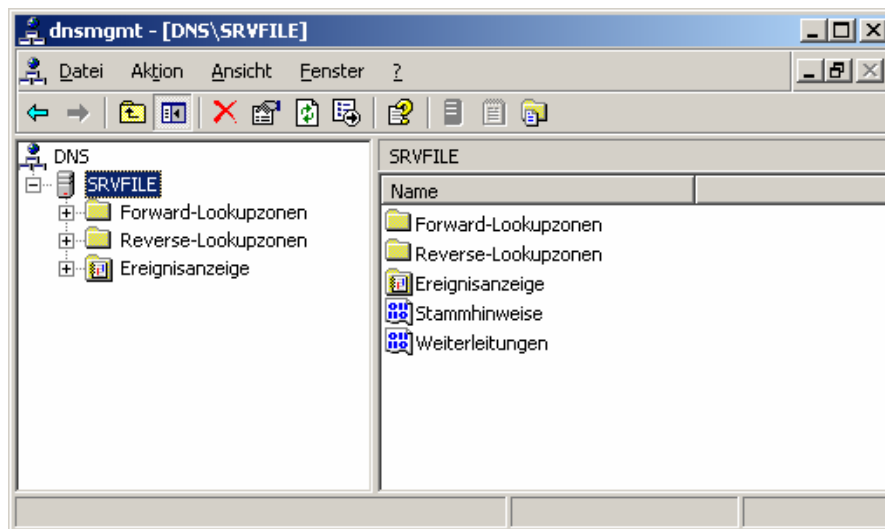 dnsmgmt - [DNS\SRVFILE]
Datei Aktion Ansicht Fenster ?
DNS
SRVFILE
Forward-Lookupzonen
Reverse-Lookupzonen
Ereignisanzeige
SRVFILE
Name
Forward-Lookupzonen
Reverse-Lookupzonen
Ereignisanzeige
Stammhinweise
Weiterleitungen